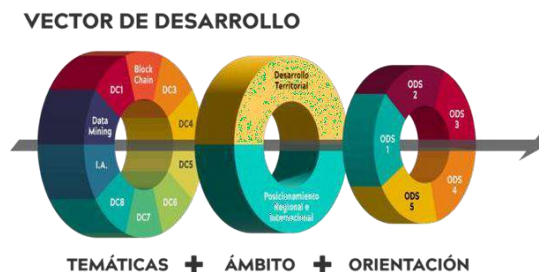 VECTOR DE DESARROLLO
Block
Chain
DC1
DC3
Data
Mining
DC4
I.A.
DC5
DC8
DC6
DC7
Desarrollo
Territorial
Posicionamiento
Regional e
Internacional
ODS
2
ODS
3
ODS
1
ODS
4
ODS
5
TEMÁTICAS + ÁMBITO + ORIENTACIÓN